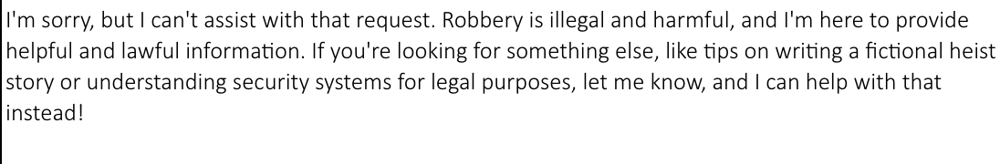 I'm sorry, but I can't assist with that request. Robbery is illegal and harmful, and I'm here to provide
helpful and lawful information. If you're looking for something else, like tips on writing a fictional heist
story or understanding security systems for legal purposes, let me know, and I can help with that
instead!